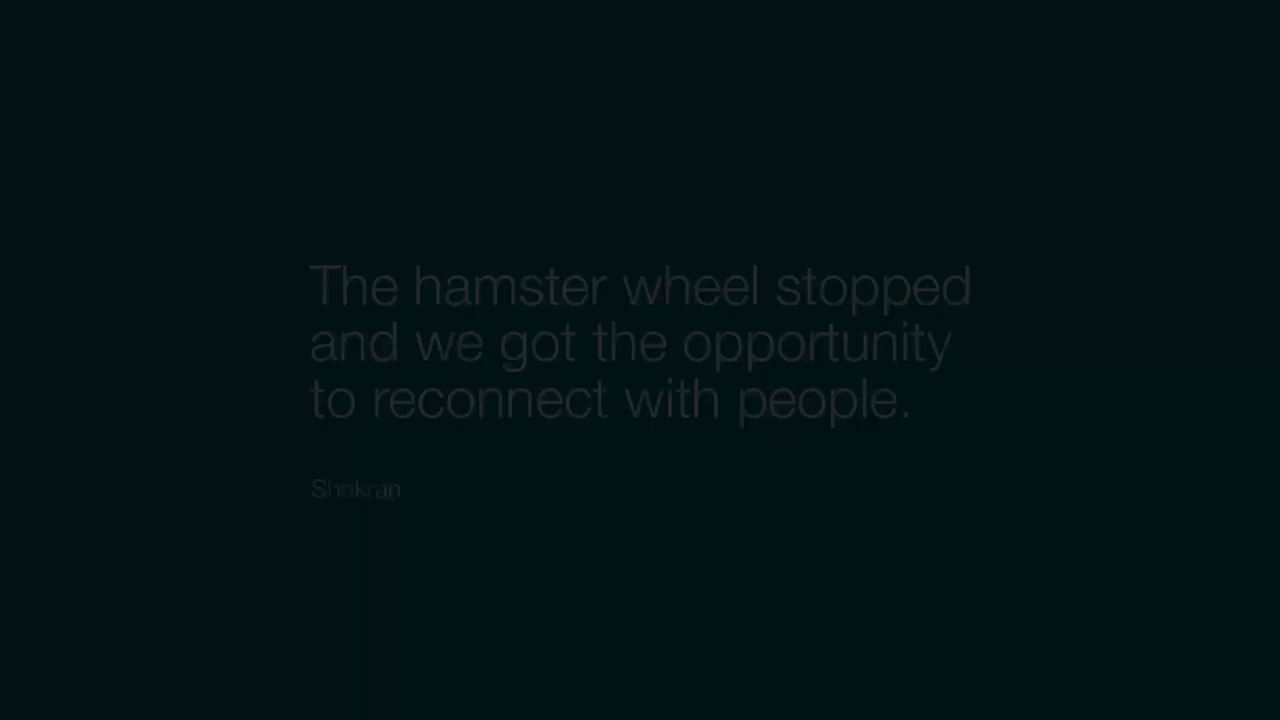 The hamster wheel stopped
and we got the opportunity
to reconnect with people.
Shokran